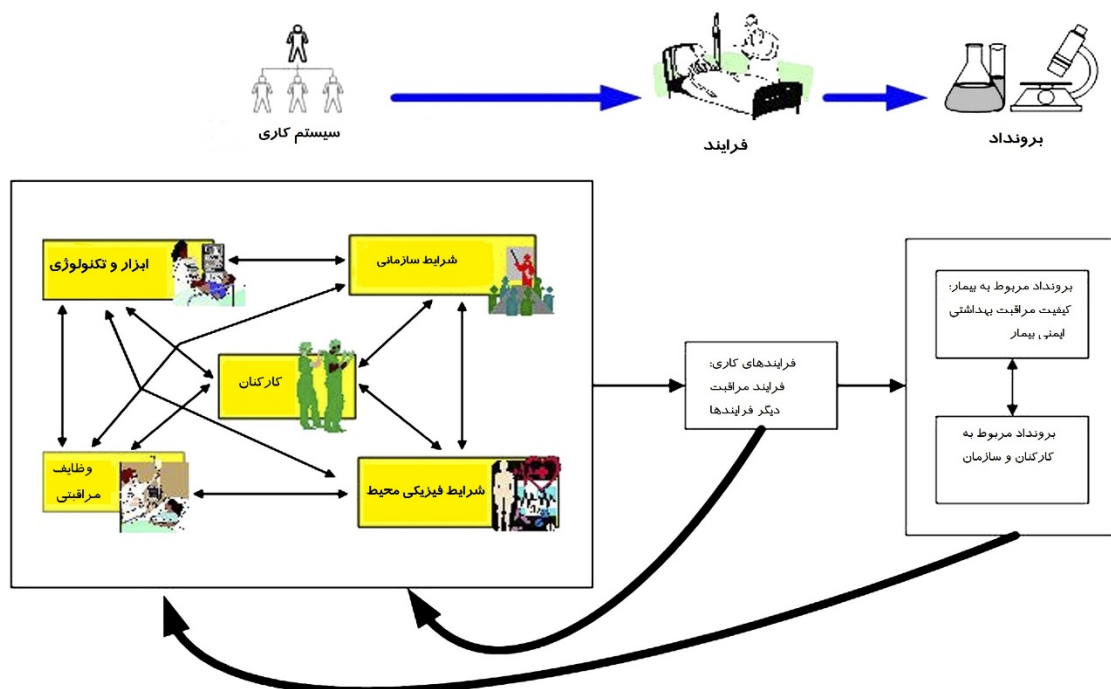 سیستم کاری
فرایند
برونداد
ابزار و تکنولوژی
شرایط سازمانی
کارکنان
وظایف
مراقبتی
شرایط فیزیکی محیط
فرایندهای کاری:
فرایند مراقبت
دیگر فرایندها
برونداد مربوط به بیمار:
کیفیت مراقبت بهداشتی
ایمنی بیمار
برونداد مربوط به
کارکنان و سازمان